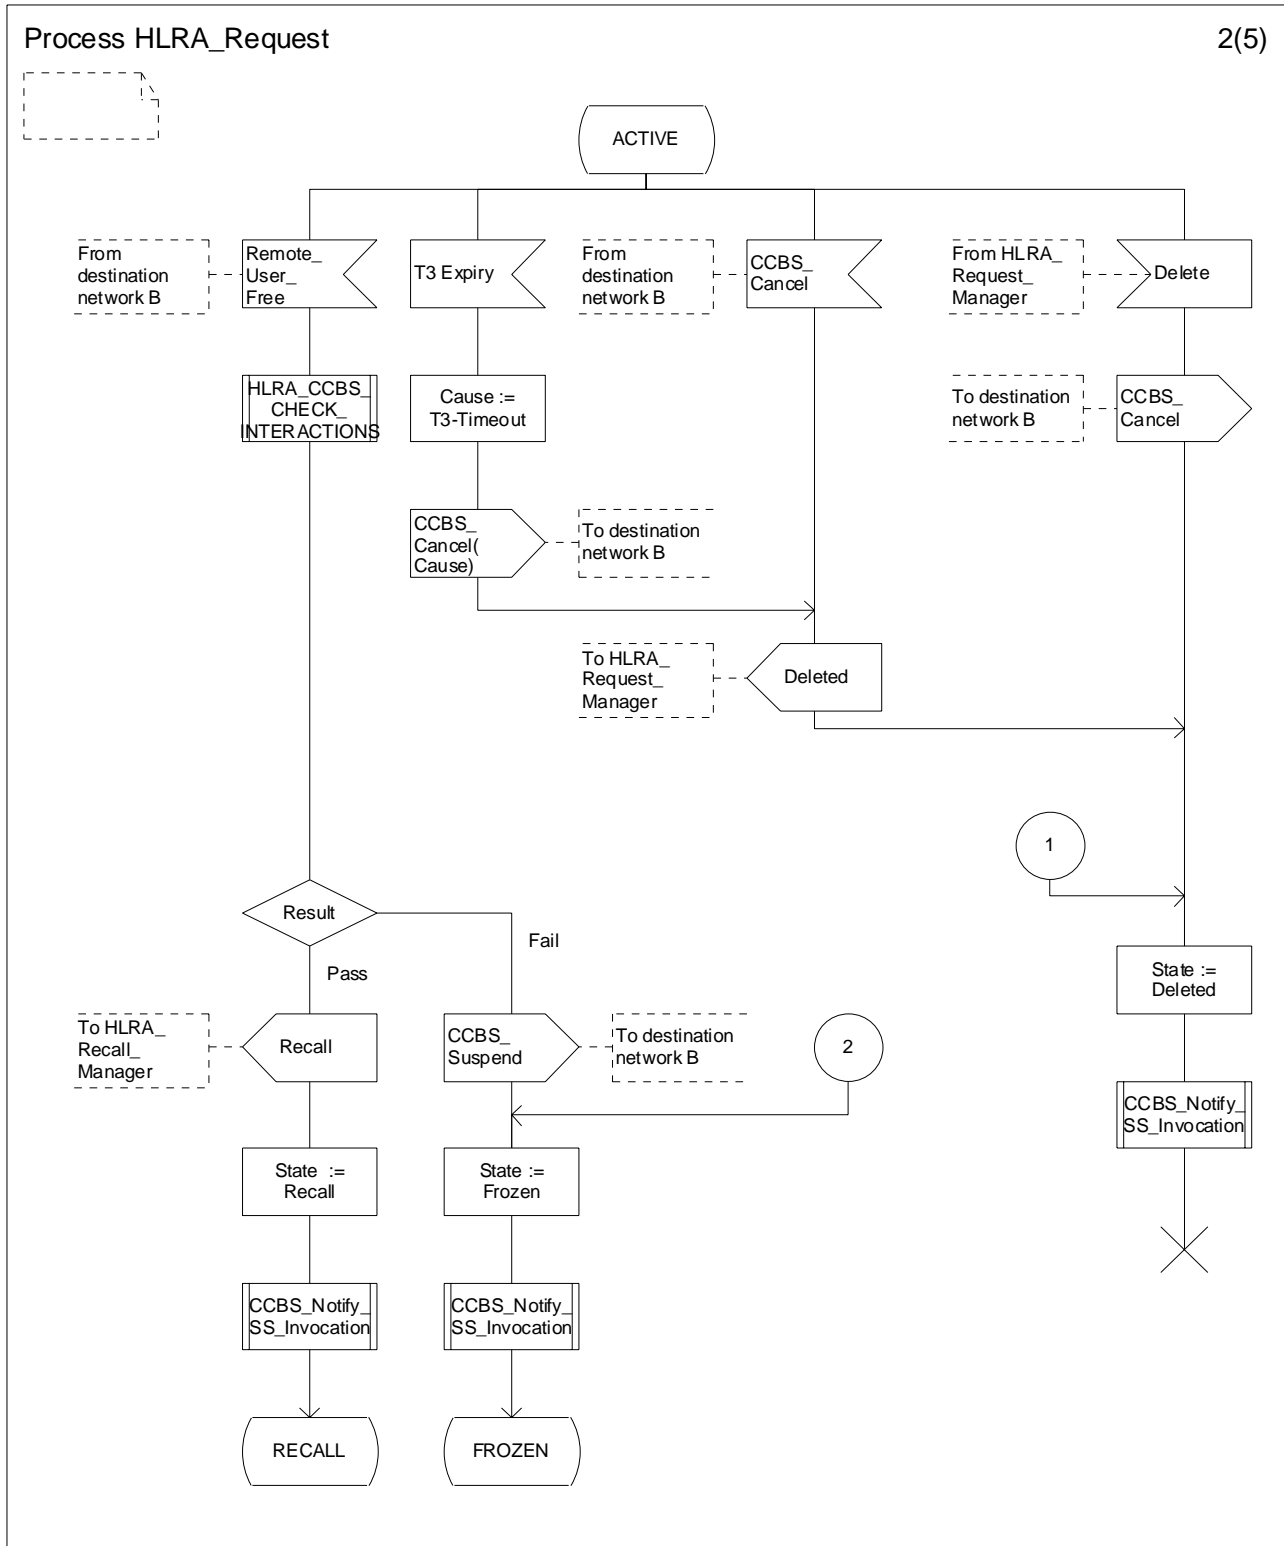 Process HLRA_Request
2(5)
ACTIVE
From
destination
network B
Remote_
User_
Free
T3 Expiry
From
destination
network B
CCBS_
Cancel
From HLRA_
Request_
Manager
Delete
HLRA_CCBS_
CHECK_
INTERACTIONS
Cause :=
T3-Timeout
To destination
network B
CCBS_
Cancel
CCBS_
Cancel(
Cause)
To destination
network B
To HLRA_
Request_
Manager
Deleted
1
Result
Fail
Pass
State :=
Deleted
To HLRA_
Recall_
Manager
Recall
CCBS_
Suspend
To destination
network B
2
CCBS_Notify_
SS_Invocation
State :=
Recall
State :=
Frozen
CCBS_Notify_
SS_Invocation
CCBS_Notify_
SS_Invocation
RECALL
FROZEN